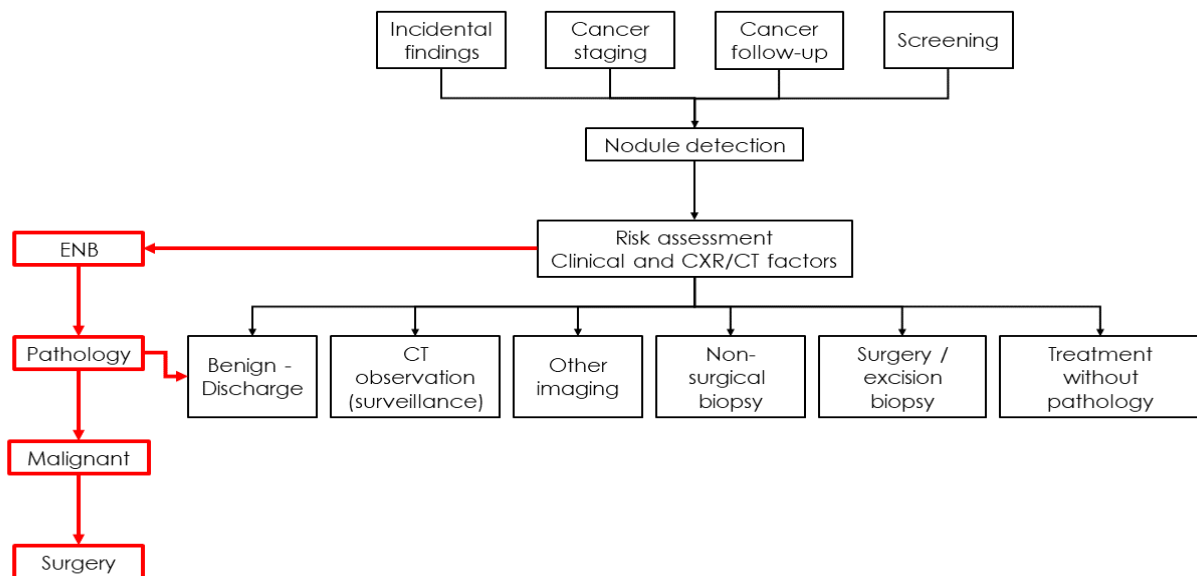 Incidental
findings
Cancer
staging
Cancer
follow-up
Screening
Nodule detection
Risk assessment
Clinical and CXR/CT factors
ENB
Pathology
Benign -
Discharge
CT
observation
(surveillance)
Other
imaging
Non-
surgical
biopsy
Surgery /
excision
biopsy
Treatment
without
pathology
Malignant
Surgery